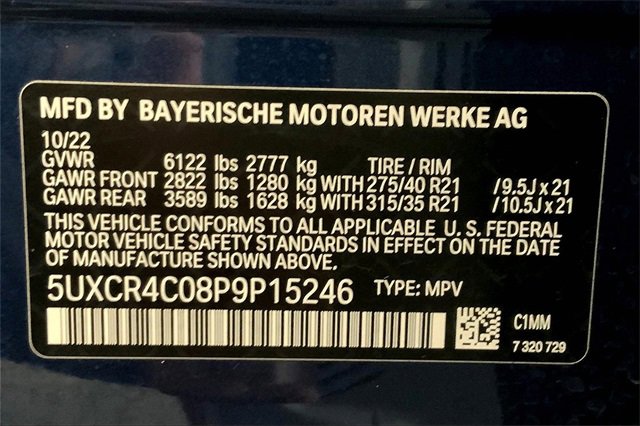 MFD BY BAYERISCHE MOTOREN WERKE AG
10/22
GVWR 6122 lbs 2777 kg TIRE / RIM
GAWR FRONT 2822 lbs 1280 kg WITH 275/40 R21 /9.5J x 21
GAWR REAR 3589 lbs 1628 kg WITH 315/35 R21 /10.5J x 21
THIS VEHICLE CONFORMS TO ALL APPLICABLE U. S. FEDERAL
MOTOR VEHICLE SAFETY STANDARDS IN EFFECT ON THE DATE
OF MANUFACTURE SHOWN ABOVE.
5UXCR4C08P9P15246 TYPE: MPV
C1MM
7 320 729